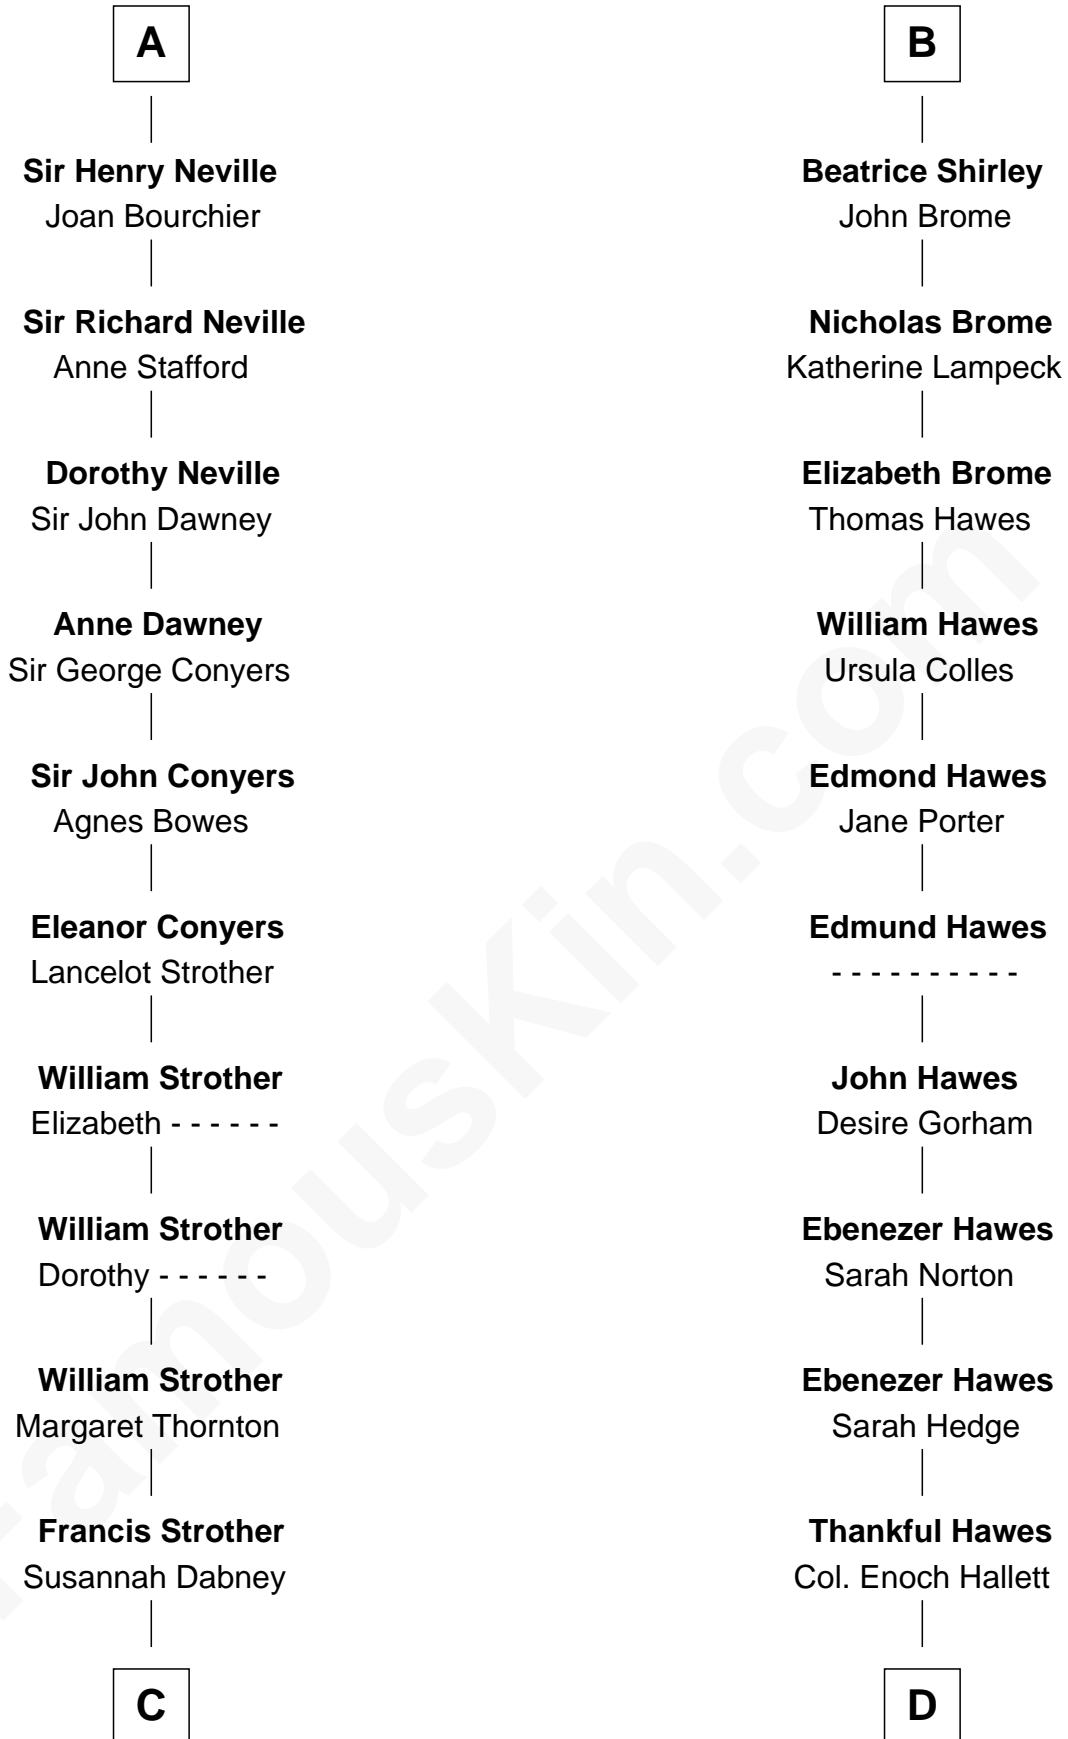 A
Sir Henry Neville
Joan Bourchier
Sir Richard Neville
Anne Stafford
Dorothy Neville
Sir John Dawney
Anne Dawney
Sir George Conyers
Sir John Conyers
Agnes Bowes
Eleanor Conyers
Lancelot Strother
William Strother
Elizabeth - - - - - -
William Strother
Dorothy - - - - - -
William Strother
Margaret Thornton
Francis Strother
Susannah Dabney
C
B
Beatrice Shirley
John Brome
Nicholas Brome
Katherine Lampeck
Elizabeth Brome
Thomas Hawes
William Hawes
Ursula Colles
Edmond Hawes
Jane Porter
Edmund Hawes
- - - - - - - - - -
John Hawes
Desire Gorham
Ebenezer Hawes
Sarah Norton
Ebenezer Hawes
Sarah Hedge
Thankful Hawes
Col. Enoch Hallett
D
FamousKin.com